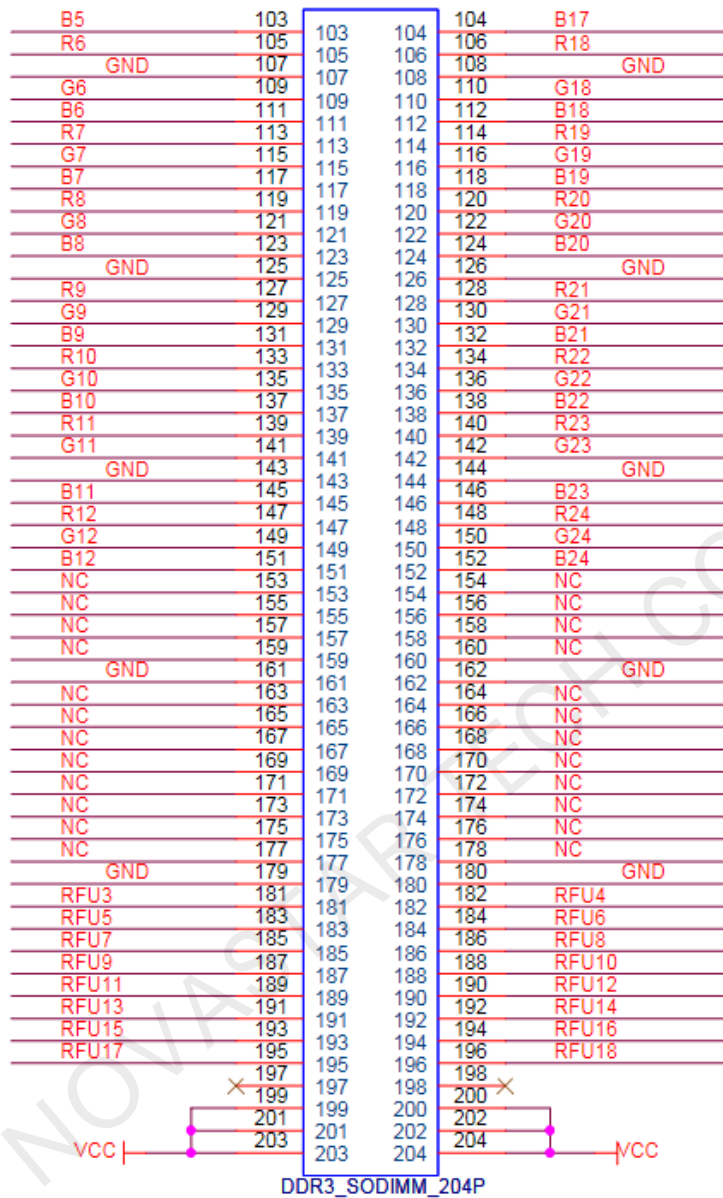 B5 103 103 104 104 B17
R6 105 105 106 106 R18
GND 107 107 108 108 GND
G6 109 109 110 110 G18
B6 111 111 112 112 B18
R7 113 113 114 114 R19
G7 115 115 116 116 G19
B7 117 117 118 118 B19
R8 119 119 120 120 R20
G8 121 121 122 122 G20
B8 123 123 124 124 B20
GND 125 125 126 126 GND
R9 127 127 128 128 R21
G9 129 129 130 130 G21
B9 131 131 132 132 B21
R10 133 133 134 134 R22
G10 135 135 136 136 G22
B10 137 137 138 138 B22
R11 139 139 140 140 R23
G11 141 141 142 142 G23
GND 143 143 144 144 GND
B11 145 145 146 146 B23
R12 147 147 148 148 R24
G12 149 149 150 150 G24
B12 151 151 152 152 B24
NC 153 153 154 154 NC
NC 155 155 156 156 NC
NC 157 157 158 158 NC
NC 159 159 160 160 NC
GND 161 161 162 162 GND
NC 163 163 164 164 NC
NC 165 165 166 166 NC
NC 167 167 168 168 NC
NC 169 169 170 170 NC
NC 171 171 172 172 NC
NC 173 173 174 174 NC
NC 175 175 176 176 NC
NC 177 177 178 178 NC
GND 179 179 180 180 GND
RFU3 181 181 182 182 RFU4
RFU5 183 183 184 184 RFU6
RFU7 185 185 186 186 RFU8
RFU9 187 187 188 188 RFU10
RFU11 189 189 190 190 RFU12
RFU13 191 191 192 192 RFU14
RFU15 193 193 194 194 RFU16
RFU17 195 195 196 196 RFU18
197 197 198 198
199 199 200 200
201 201 202 202
VCC 203 203 204 204 VCC
DDR3_SODIMM_204P
NOVASTAR TECH CO